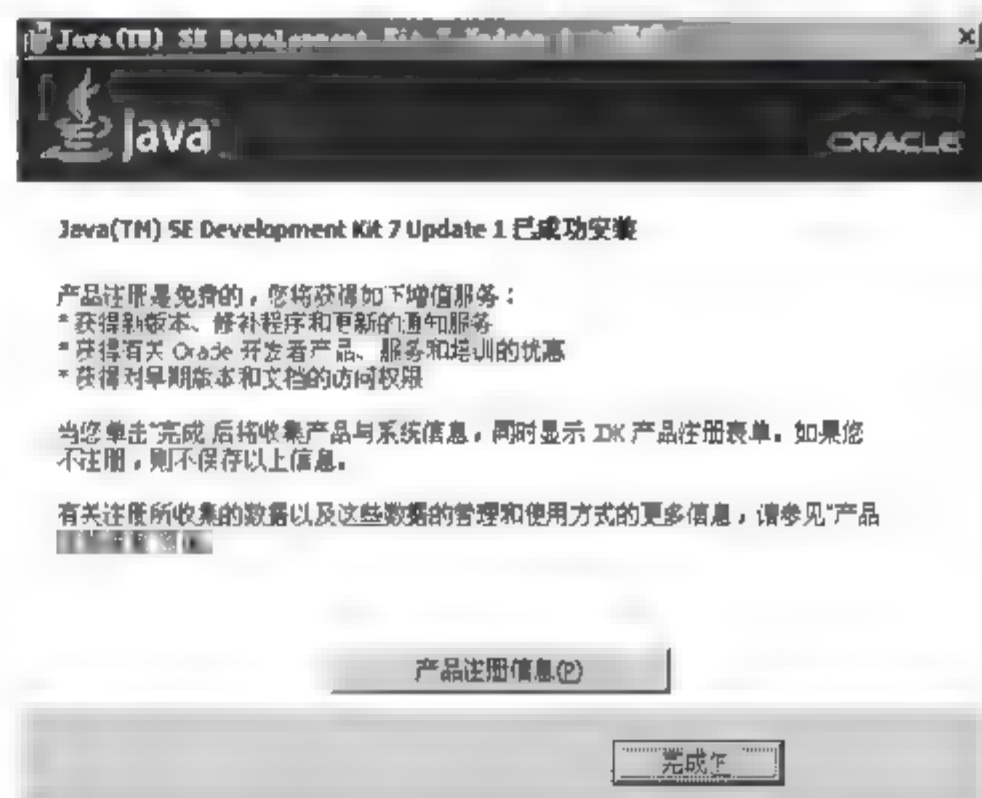 Java(TM) SE Development Kit 7 Update
Java
ORACLE
Java(TM) SE Development Kit 7 Update 1 已成功安装
产品注册是免费的，您将获得如下增值服务：
* 获得新版本、修补程序和更新的通知服务
* 获得有关 Oracle 开发者产品、服务和培训的优惠
* 获得对早期版本和文档的访问权限
当您单击"完成 后将收集产品与系统信息，同时显示 JDK 产品注册表单。如果您
不注册，则不保存以上信息。
有关注册所收集的数据以及这些数据的管理和使用方式的更多信息，请参见"产品
产品注册信息(P)
完成